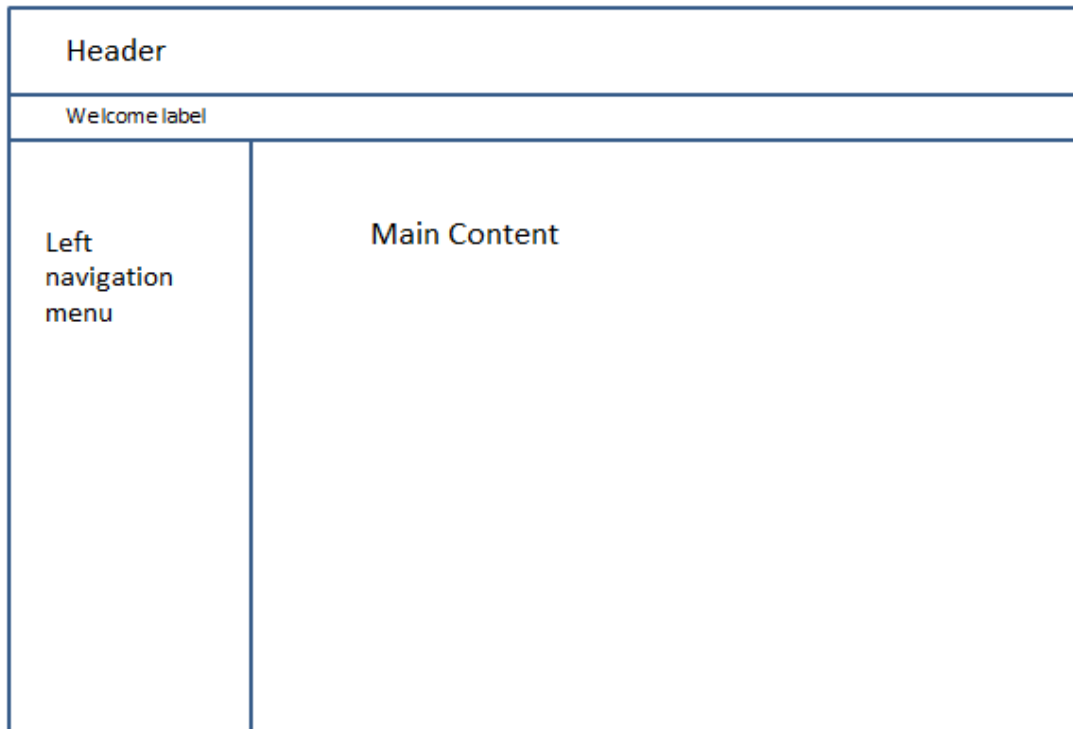 Header
Welcome label
Left
navigation
menu
Main Content